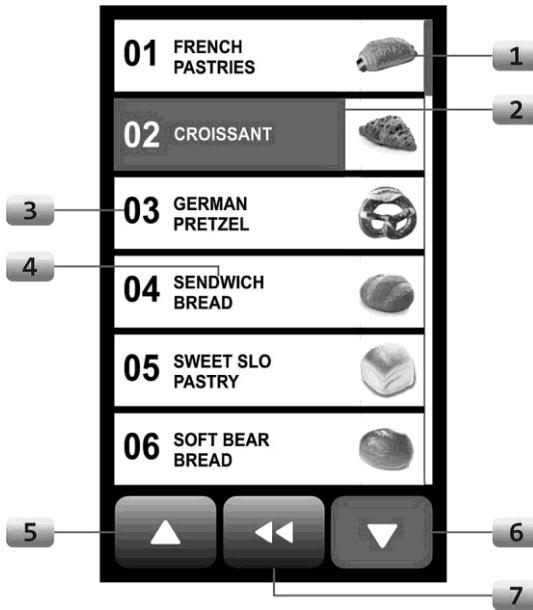 01 FRENCH
PASTRIES
1
2
02 CROISSANT
3
03 GERMAN
PRETZEL
4
04 SENDWICH
BREAD
05 SWEET SLO
PASTRY
06 SOFT BEAR
BREAD
5
6
7